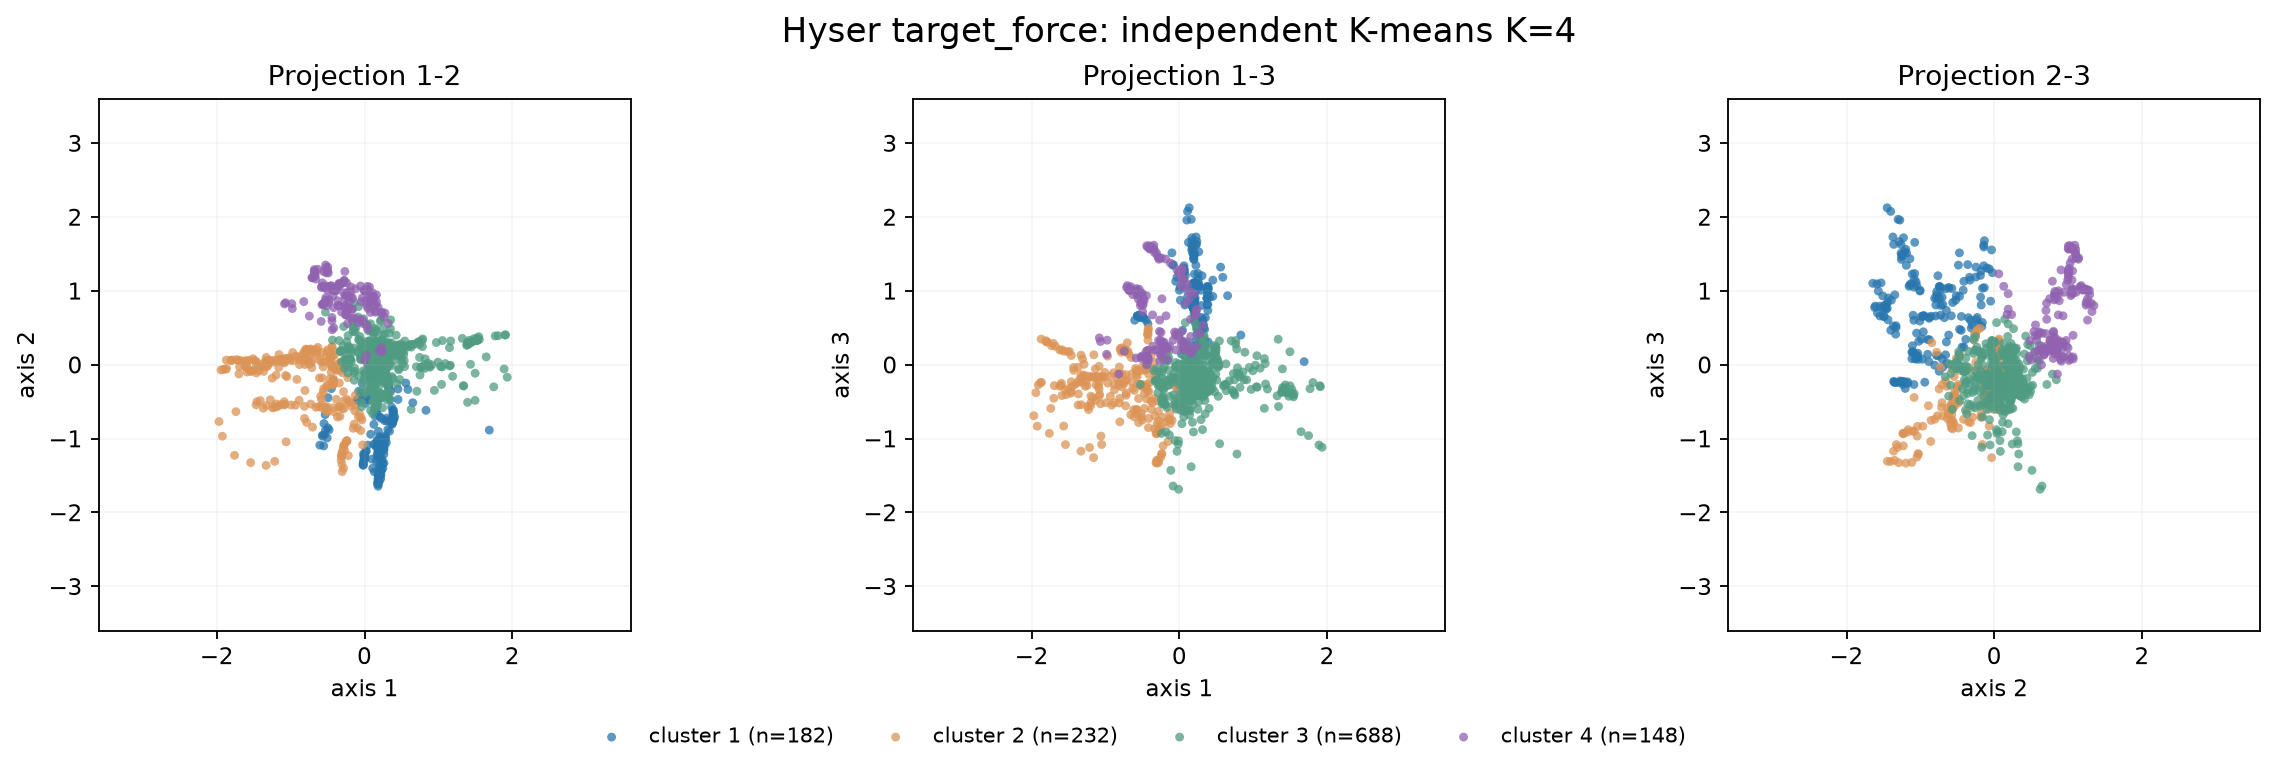 Hyser target_force: independent K-means K=4
Projection 1-2
3
2
1
0
−1
−2
−3
−2
0
2
axis 2
axis 1
Projection 1-3
3
2
1
0
−1
−2
−3
−2
0
2
axis 3
axis 1
Projection 2-3
3
2
1
0
−1
−2
−3
−2
0
2
axis 3
axis 2
cluster 1 (n=182)
cluster 2 (n=232)
cluster 3 (n=688)
cluster 4 (n=148)